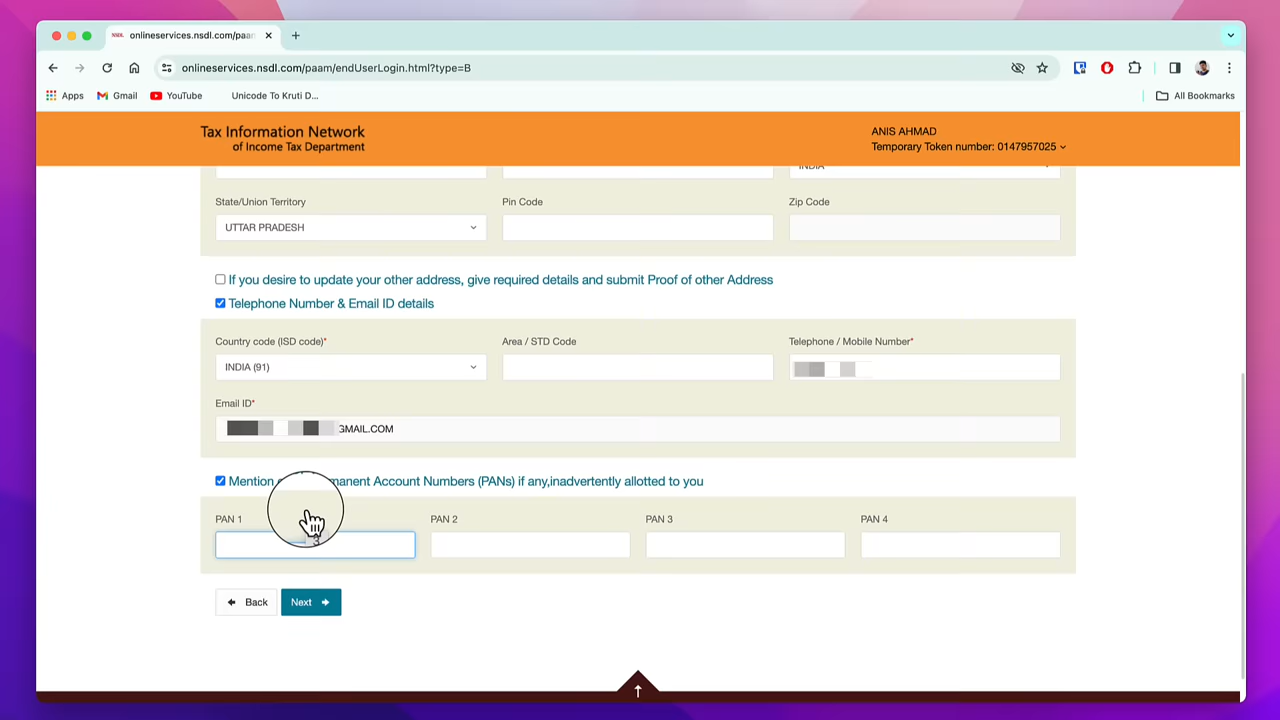 NSDL onlineservices.nsdl.com/paan
onlineservices.nsdl.com/paam/endUserLogin.html?type=B
Apps Gmail YouTube Unicode To Kruti D... All Bookmarks
Tax Information Network
of Income Tax Department
ANIS AHMAD
Temporary Token number: 0147957025
INDIA
State/Union Territory Pin Code Zip Code
UTTAR PRADESH
If you desire to update your other address, give required details and submit Proof of other Address
Telephone Number & Email ID details
Country code (ISD code)* Area / STD Code Telephone / Mobile Number*
INDIA (91)
Email ID*
GMAIL.COM
Mention Account Numbers (PANs) if any,inadvertently allotted to you
PAN 1 PAN 2 PAN 3 PAN 4
Back Next